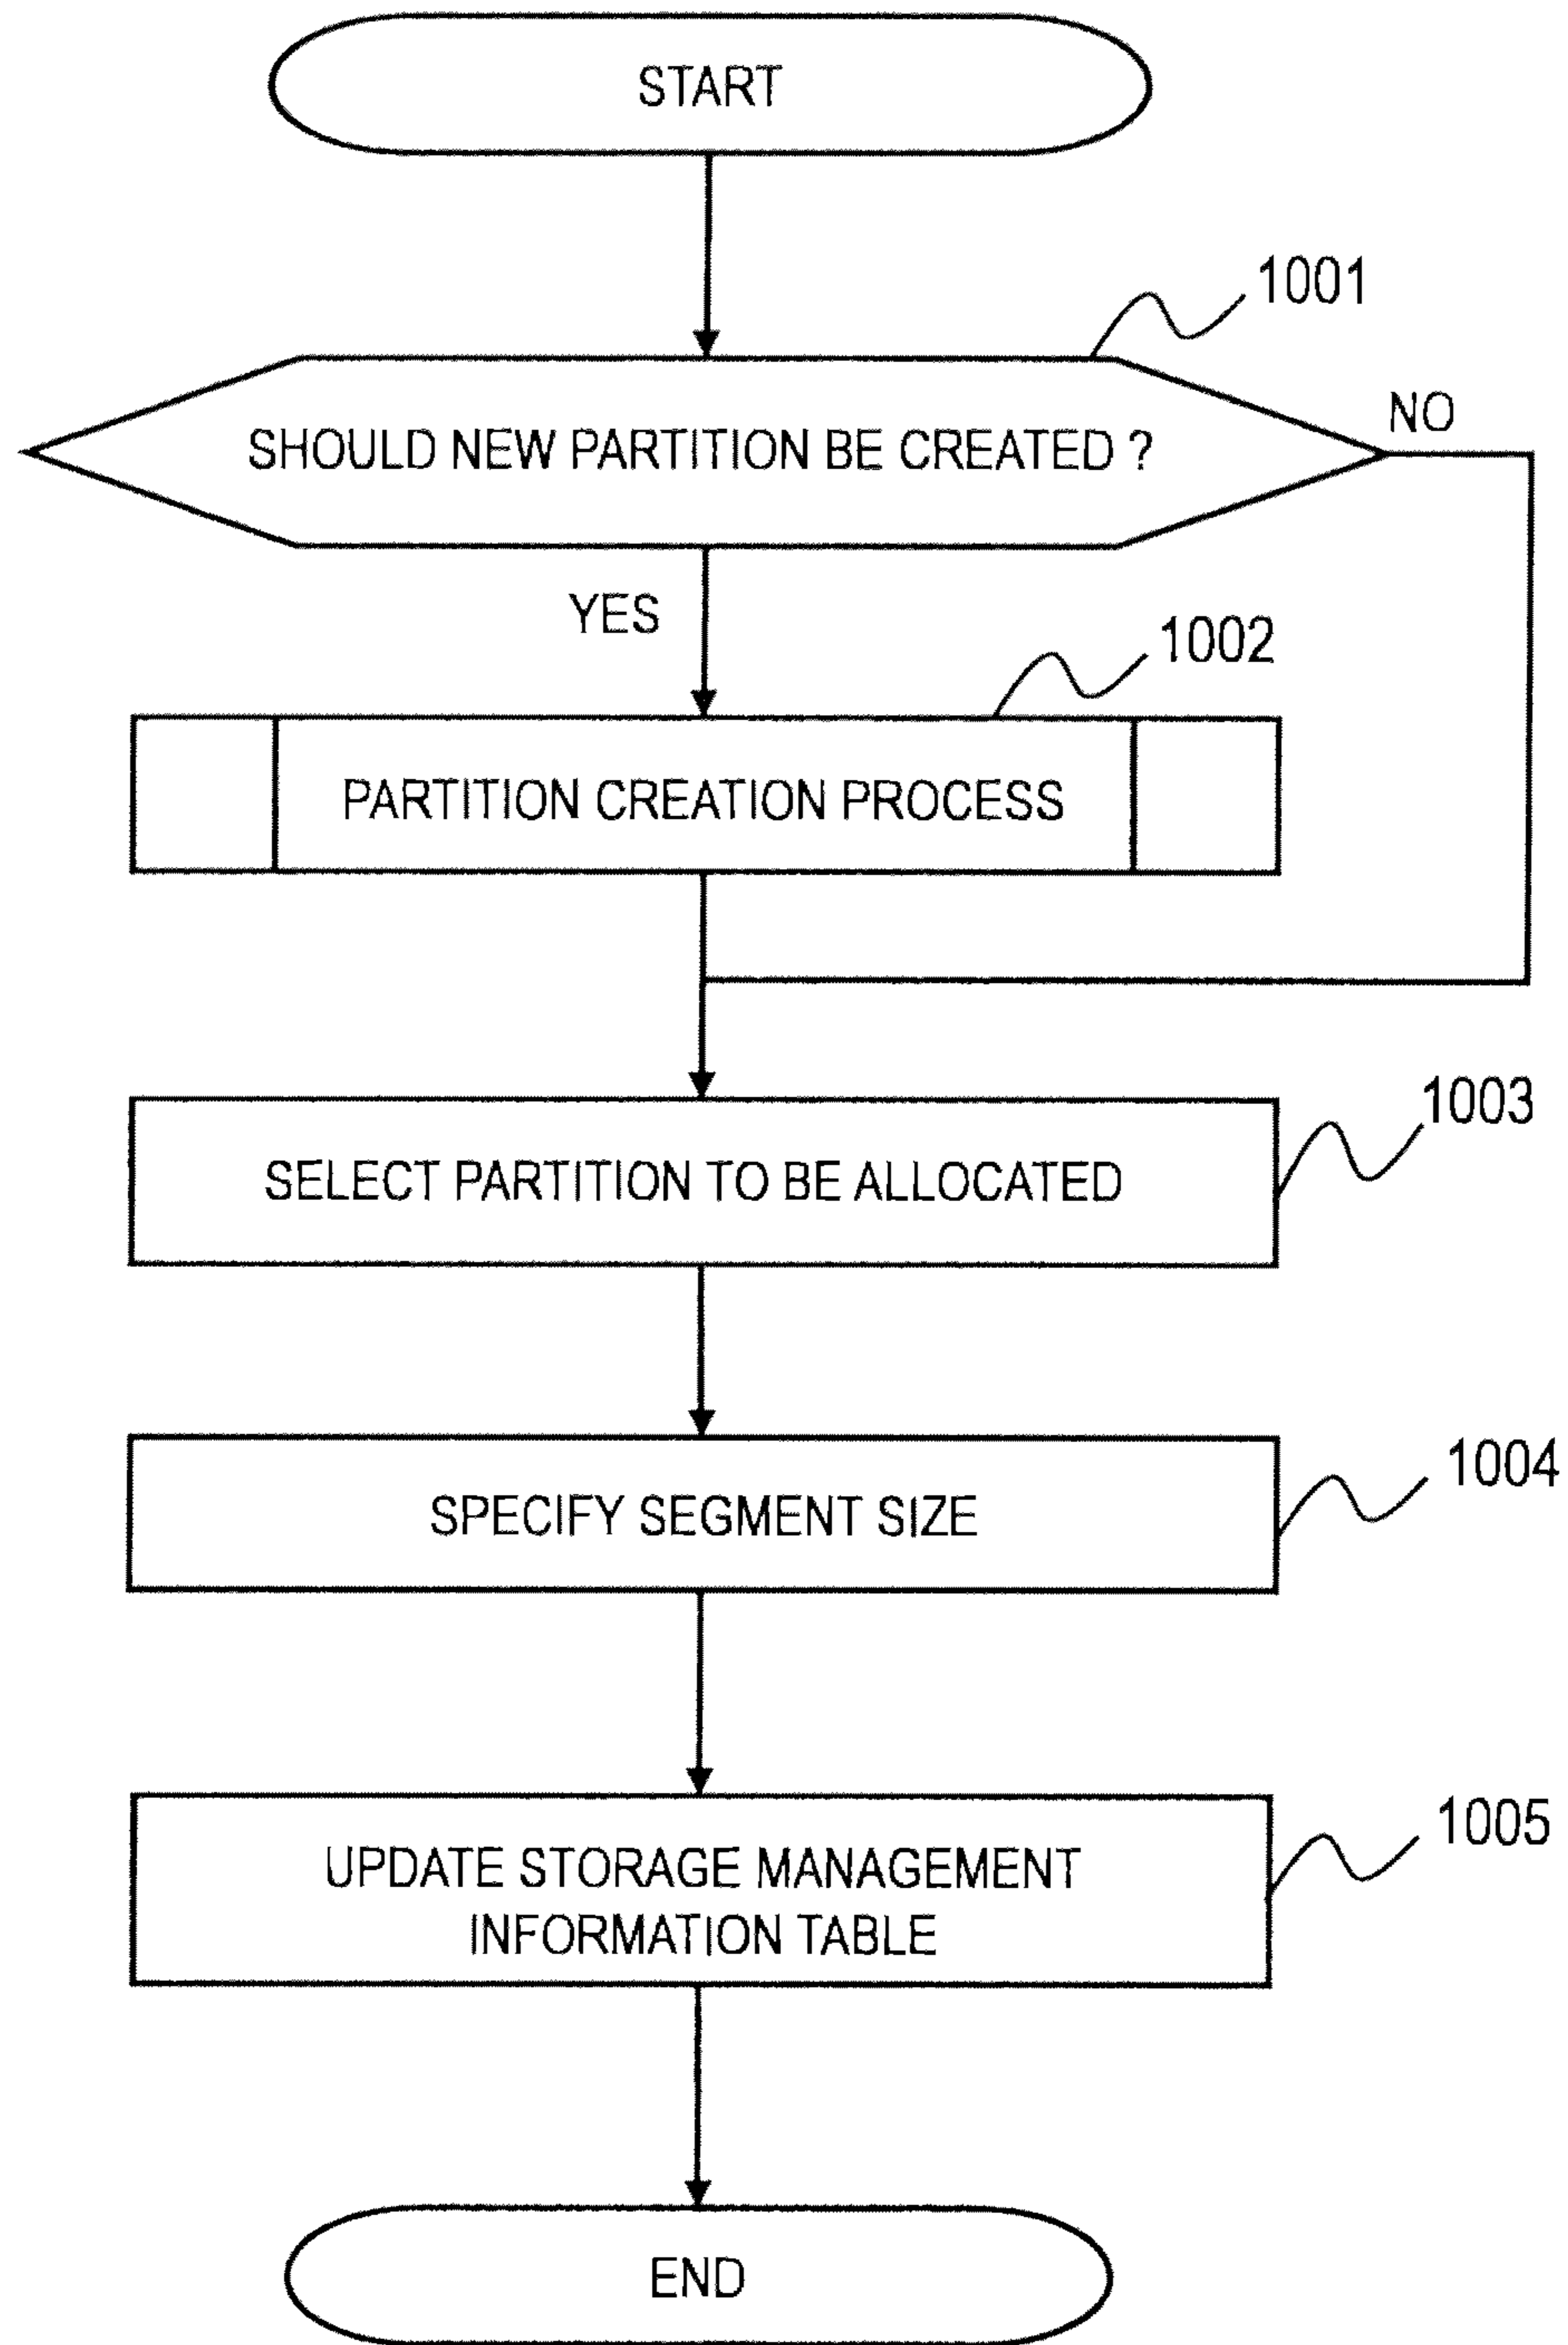 START
1001
SHOULD NEW PARTITION BE CREATED ?
NO
YES
1002
PARTITION CREATION PROCESS
1003
SELECT PARTITION TO BE ALLOCATED
1004
SPECIFY SEGMENT SIZE
1005
UPDATE STORAGE MANAGEMENT
INFORMATION TABLE
END